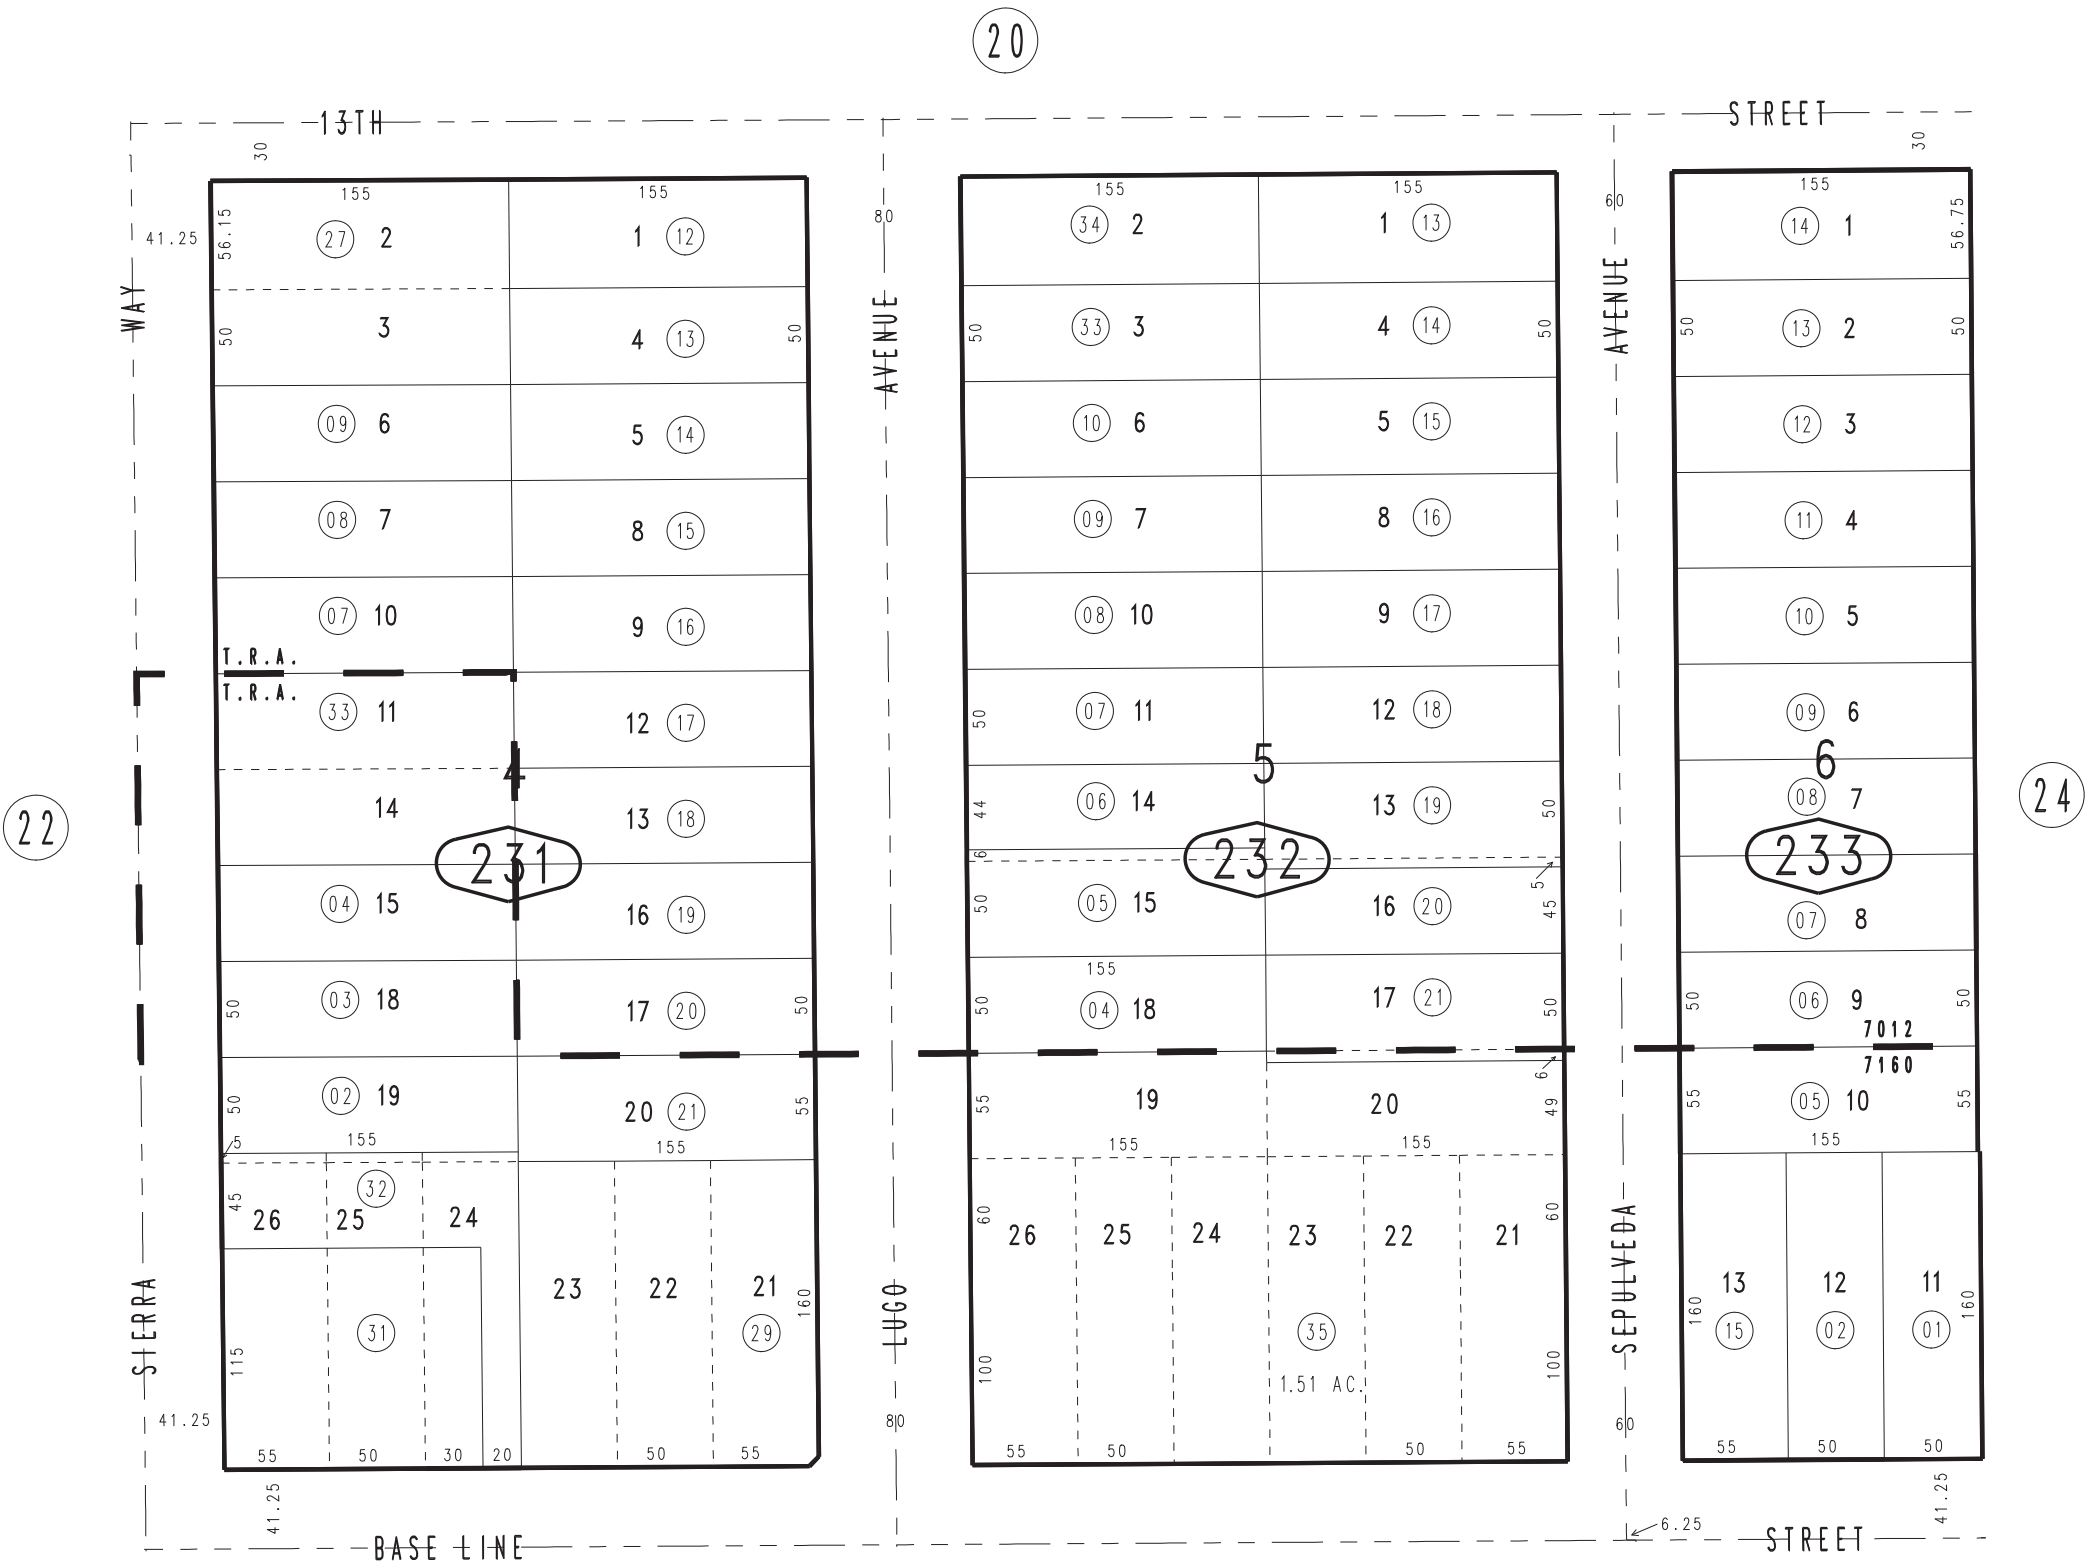 20
13TH STREET
30 30
155 155 155 155 155
41.25 56.15 27 2 1 12 80 34 2 1 13 60 14 1 56.75
WAY AVENUE AVENUE
50 3 4 13 50 50 33 3 4 14 50 50 13 2 50
09 6 5 14 10 6 5 15 12 3
08 7 8 15 09 7 8 16 11 4
07 10 9 16 08 10 9 17 10 5
T.R.A.
T.R.A.
33 11 12 17 50 07 11 12 18 09 6
4 5 6
22 14 13 18 44 06 14 13 19 50 08 7 24
231 6 232 233
5
04 15 16 19 50 05 15 16 20 45 07 8
155
50 03 18 17 20 50 50 04 18 17 21 50 50 06 9 50
7012
7160
6
50 02 19 20 21 55 55 19 20 49 55 05 10 55
5 155 155 155 155 155
32
45 26 25 24 60 26 25 24 23 22 21 60
SIERRA LUGO SEPULVEDA
23 22 21 160 160 13 12 11 160
31 29 35 15 02 01
115 100 1.51 AC. 100
41.25 80 60
55 50 30 20 50 55 55 50 50 55 55 50 50
41.25 41.25
6.25
BASE LINE STREET